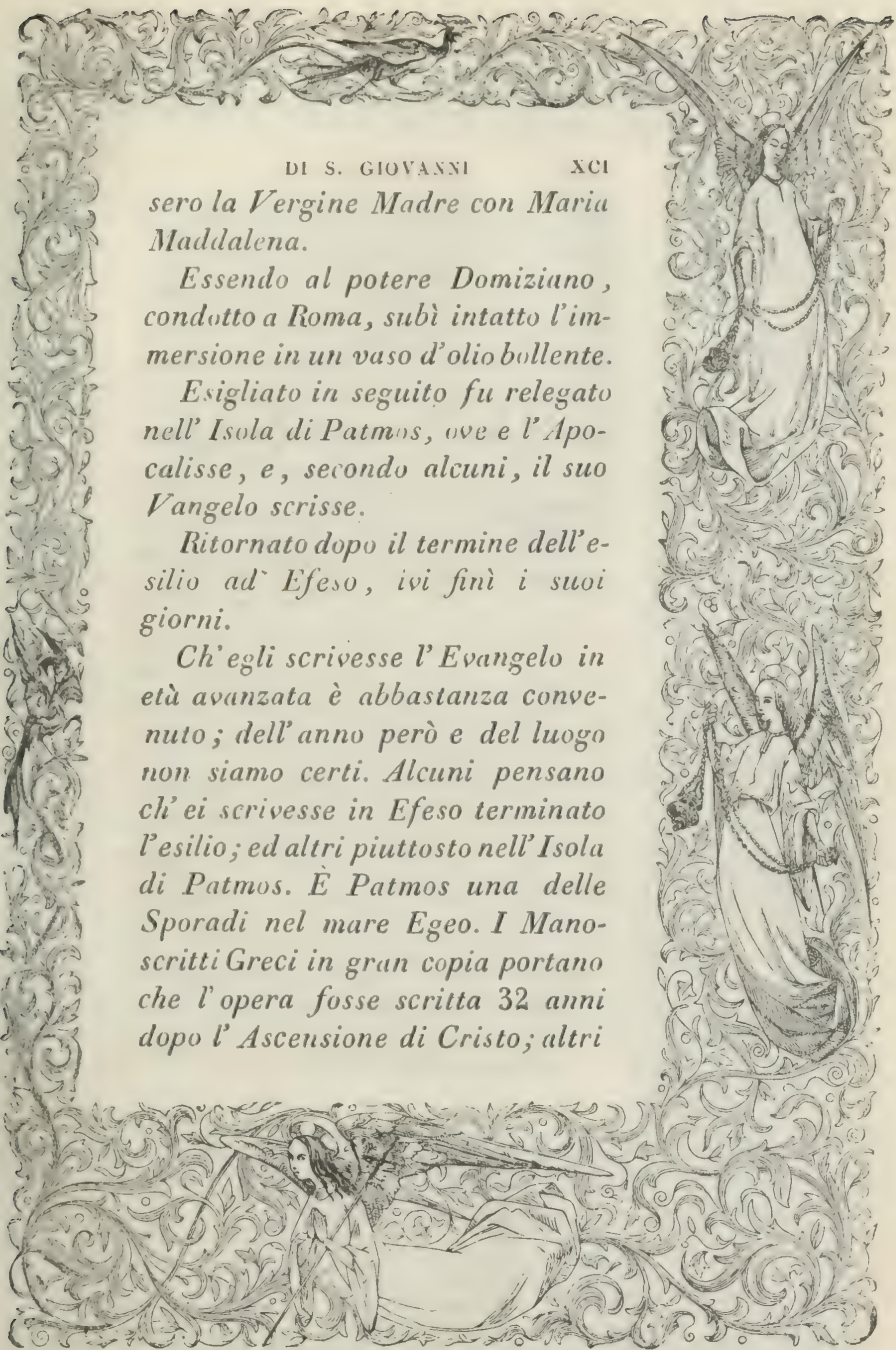 DI S. GIOVANNI XCI
sero la Vergine Madre con Maria
Maddalena.
Essendo al potere Domiziano,
condotto a Roma, subì intatto l'im-
mersione in un vaso d'olio bollente.
Esigliato in seguito fu relegato
nell' Isola di Patmos, ove e l'Apo-
calisse, e, secondo alcuni, il suo
Vangelo scrisse.
Ritornato dopo il termine dell'e-
silio ad Efeso, ivi finì i suoi
giorni.
Ch'egli scrivesse l'Evangelo in
età avanzata è abbastanza conve-
nuto; dell'anno però e del luogo
non siamo certi. Alcuni pensano
ch'ei scrivesse in Efeso terminato
l'esilio; ed altri piuttosto nell'Isola
di Patmos. È Patmos una delle
Sporadi nel mare Egeo. I Mano-
scritti Greci in gran copia portano
che l'opera fosse scritta 32 anni
dopo l'Ascensione di Cristo; altri